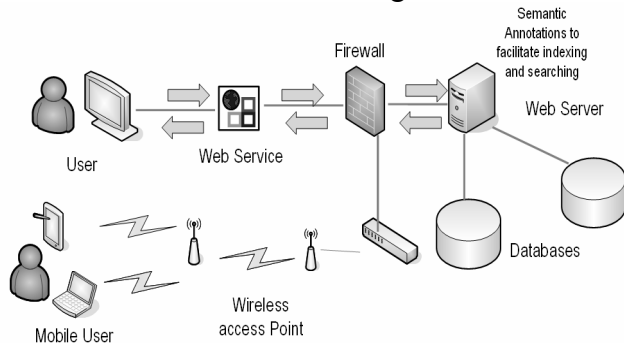 Semantic
Annotations to
facilitate indexing
and searching
Firewall
Web Server
User
Web Service
Databases
Wireless
access Point
Mobile User